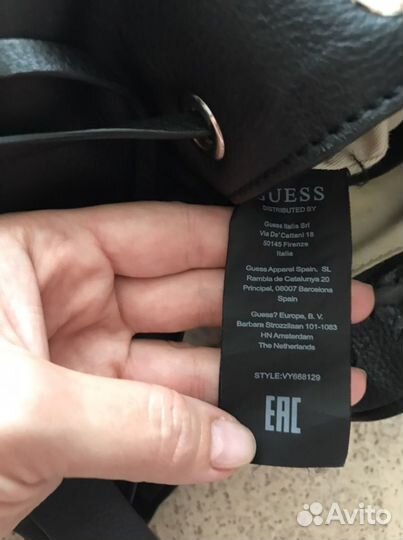 GUESS
DISTRIBUTED BY
Guess Italia Srl
Via De' Cattani 18
50145 Firenze
Italia
Guess Apparel Spain, SL
Rambla de Catalunya 20
Principal, 08007 Barcelona
Spain
Guess? Europe, B. V.
Barbara Strozzilaan 101-1083
HN Amsterdam
The Netherlands
STYLE:VY668129
EAC
Avito